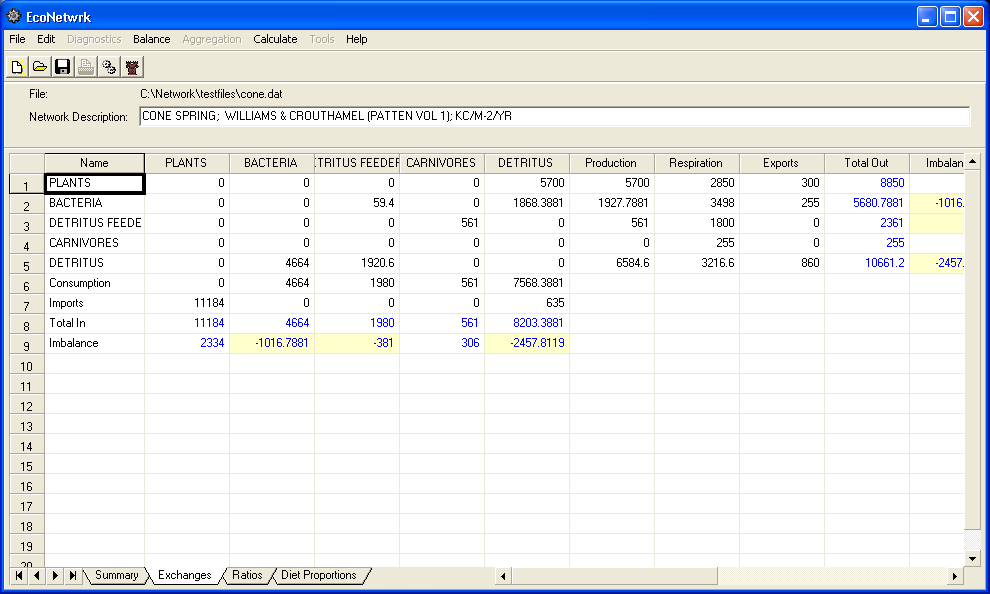 EcoNetwrk
File Edit Diagnostics Balance Aggregation Calculate Tools Help
File: C:\Network\testfiles\cone.dat
Network Description: CONE SPRING; WILLIAMS & CROUTHAMEL (PATTEN VOL 1); KC/M-2/YR
Name PLANTS BACTERIA TRITUS FEEDER CARNIVORES DETRITUS Production Respiration Exports Total Out Imbalan
1 PLANTS 0 0 0 0 5700 5700 2850 300 8850
2 BACTERIA 0 0 59.4 0 1868.3881 1927.7881 3498 255 5680.7881 -1016.
3 DETRITUS FEEDE 0 0 0 561 0 561 1800 0 2361
4 CARNIVORES 0 0 0 0 0 0 255 0 255
5 DETRITUS 0 4664 1920.6 0 0 6584.6 3216.6 860 10661.2 -2457.
6 Consumption 0 4664 1980 561 7568.3881
7 Imports 11184 0 0 0 635
8 Total In 11184 4664 1980 561 8203.3881
9 Imbalance 2334 -1016.7881 -381 306 -2457.8119
10
11
12
13
14
15
16
17
18
19
20
Summary Exchanges Ratios Diet Proportions